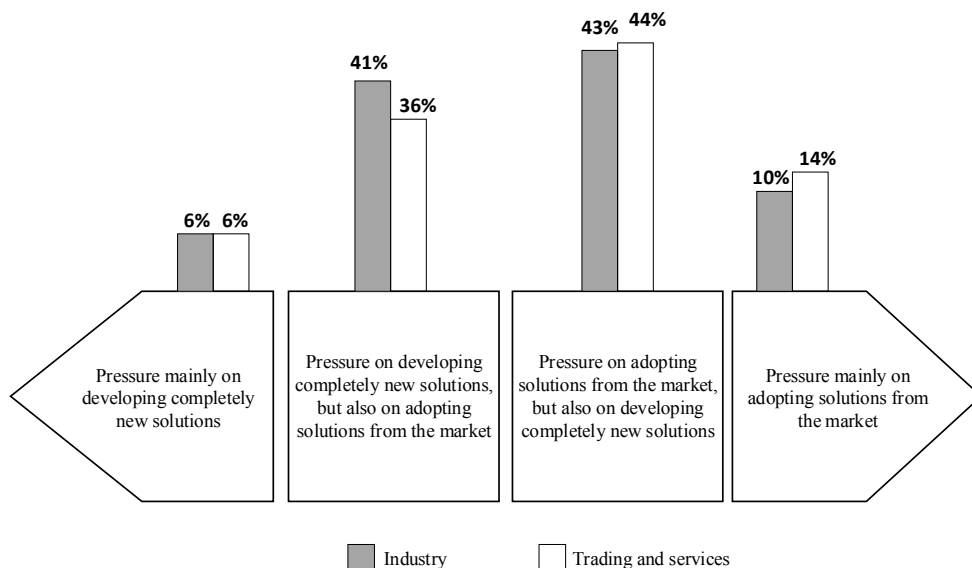 6%
6%
41%
36%
43%
44%
10%
14%
Pressure mainly on
developing completely
new solutions
Pressure on developing
completely new solutions,
but also on adopting
solutions from the market
Pressure on adopting
solutions from the market,
but also on developing
completely new solutions
Pressure mainly on
adopting solutions from
the market
Industry
Trading and services